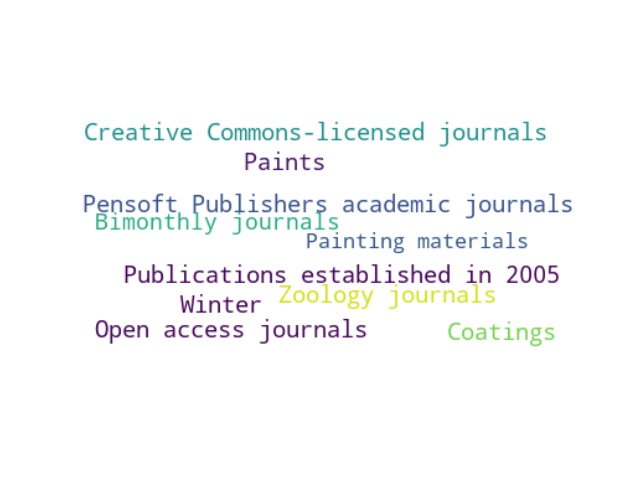 Creative Commons-licensed journals
Paints
Pensoft Publishers academic journals
Bimonthly journals
Painting materials
Publications established in 2005
Zoology journals
Winter
Open access journals
Coatings